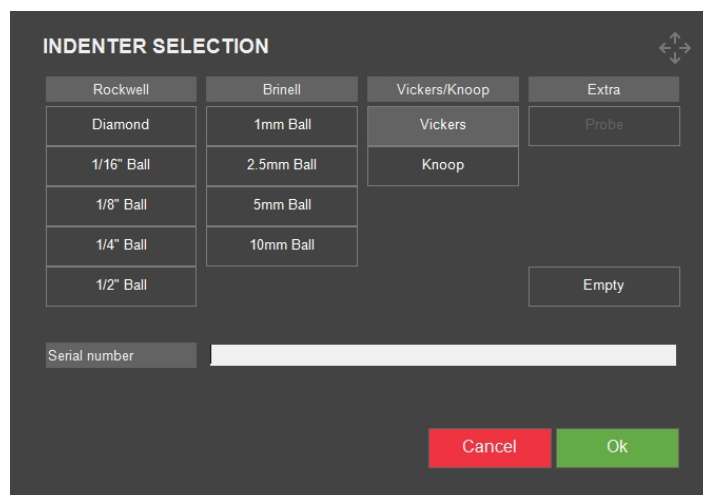 INDENTER SELECTION
Rockwell Brinell Vickers/Knoop Extra
Diamond 1mm Ball Vickers Probe
1/16" Ball 2.5mm Ball Knoop
1/8" Ball 5mm Ball
1/4" Ball 10mm Ball
1/2" Ball Empty
Serial number
Cancel Ok